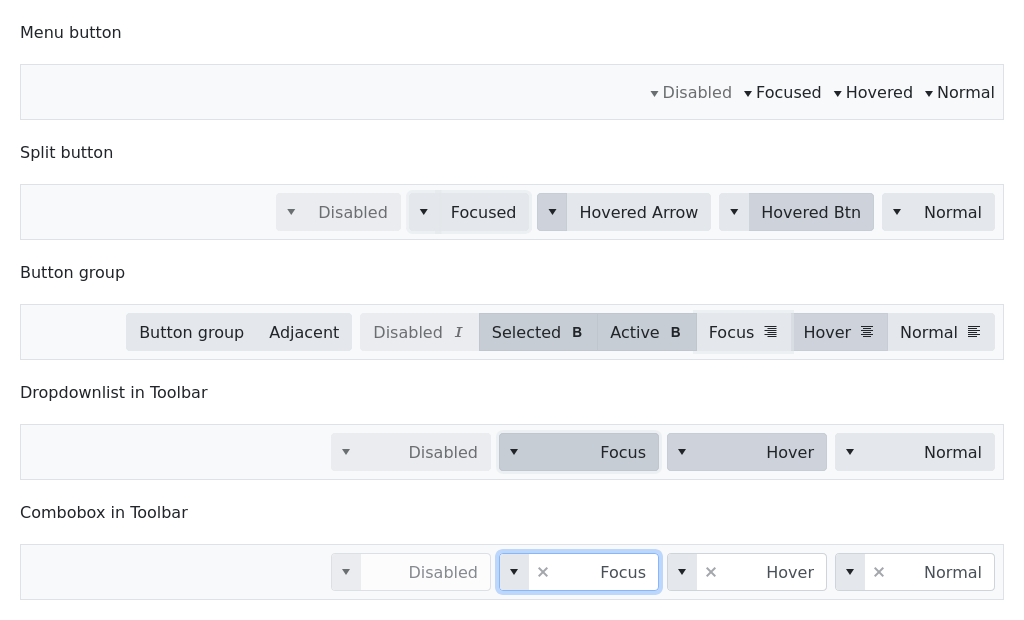 Menu button
Disabled Focused Hovered Normal
Split button
Disabled Focused Hovered Arrow Hovered Btn Normal
Button group
Button group Adjacent Disabled I Selected B Active B Focus Hover Normal
Dropdownlist in Toolbar
Disabled Focus Hover Normal
Combobox in Toolbar
Disabled Focus Hover Normal